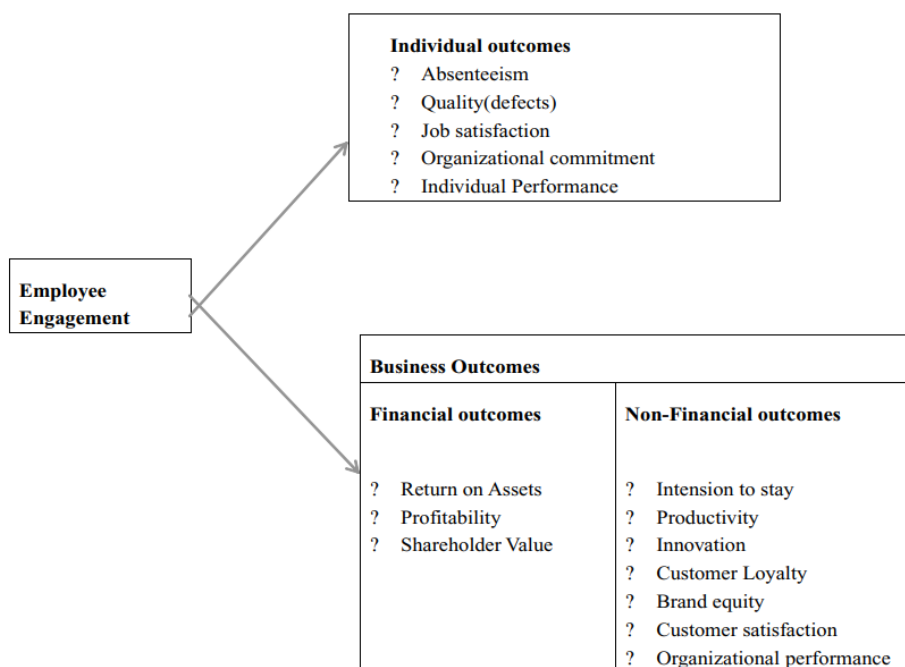 Individual outcomes
? Absenteeism
? Quality(defects)
? Job satisfaction
? Organizational commitment
? Individual Performance
Employee
Engagement
Business Outcomes
Financial outcomes
? Return on Assets
? Profitability
? Shareholder Value
Non-Financial outcomes
? Intension to stay
? Productivity
? Innovation
? Customer Loyalty
? Brand equity
? Customer satisfaction
? Organizational performance